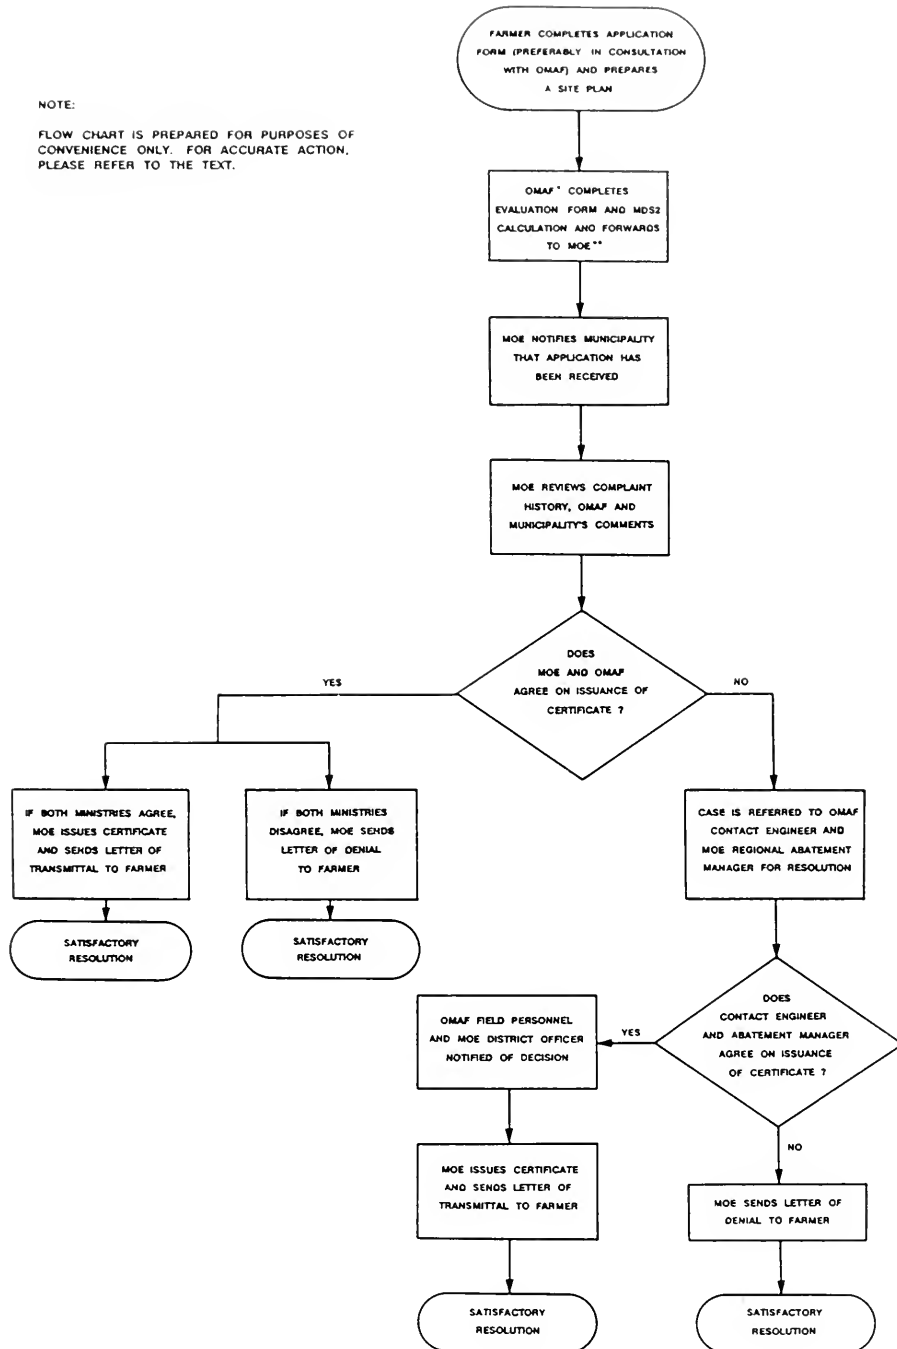 FARMER COMPLETES APPLICATION
FORM (PREFERABLY IN CONSULTATION
WITH OMAF) AND PREPARES
A SITE PLAN
NOTE:
FLOW CHART IS PREPARED FOR PURPOSES OF
CONVENIENCE ONLY. FOR ACCURATE ACTION,
PLEASE REFER TO THE TEXT.
OMAF* COMPLETES
EVALUATION FORM AND MDS2
CALCULATION AND FORWARDS
TO MOE**
MOE NOTIFIES MUNICIPALITY
THAT APPLICATION HAS
BEEN RECEIVED
MOE REVIEWS COMPLAINT
HISTORY, OMAF AND
MUNICIPALITY'S COMMENTS
DOES
MOE AND OMAF
AGREE ON ISSUANCE OF
CERTIFICATE ?
YES
NO
IF BOTH MINISTRIES AGREE,
MOE ISSUES CERTIFICATE
AND SENDS LETTER OF
TRANSMITTAL TO FARMER
IF BOTH MINISTRIES
DISAGREE, MOE SENDS
LETTER OF DENIAL
TO FARMER
CASE IS REFERRED TO OMAF
CONTACT ENGINEER AND
MOE REGIONAL ABATEMENT
MANAGER FOR RESOLUTION
SATISFACTORY
RESOLUTION
SATISFACTORY
RESOLUTION
DOES
CONTACT ENGINEER
AND ABATEMENT MANAGER
AGREE ON ISSUANCE
OF CERTIFICATE ?
YES
OMAF FIELD PERSONNEL
AND MOE DISTRICT OFFICER
NOTIFIED OF DECISION
NO
MOE ISSUES CERTIFICATE
AND SENDS LETTER OF
TRANSMITTAL TO FARMER
MOE SENDS LETTER OF
DENIAL TO FARMER
SATISFACTORY
RESOLUTION
SATISFACTORY
RESOLUTION